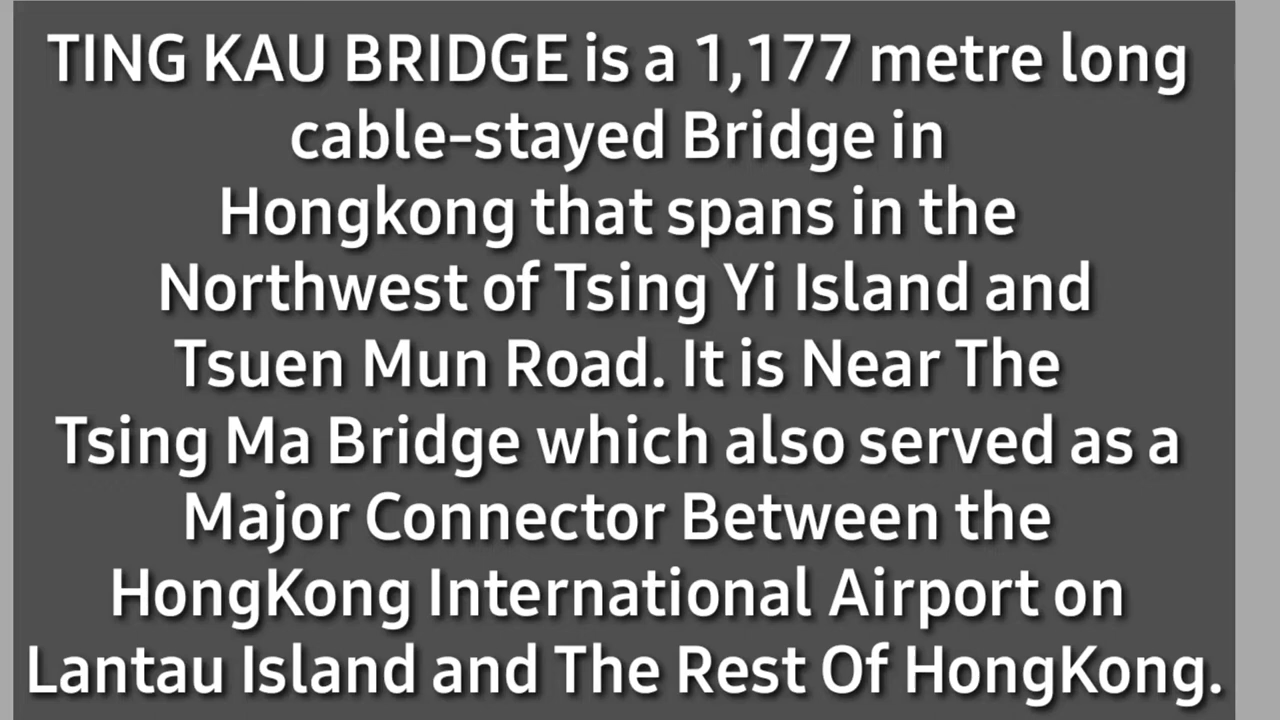 TING KAU BRIDGE is a 1,177 metre long
cable-stayed Bridge in
Hongkong that spans in the
Northwest of Tsing Yi Island and
Tsuen Mun Road. It is Near The
Tsing Ma Bridge which also served as a
Major Connector Between the
HongKong International Airport on
Lantau Island and The Rest Of HongKong.